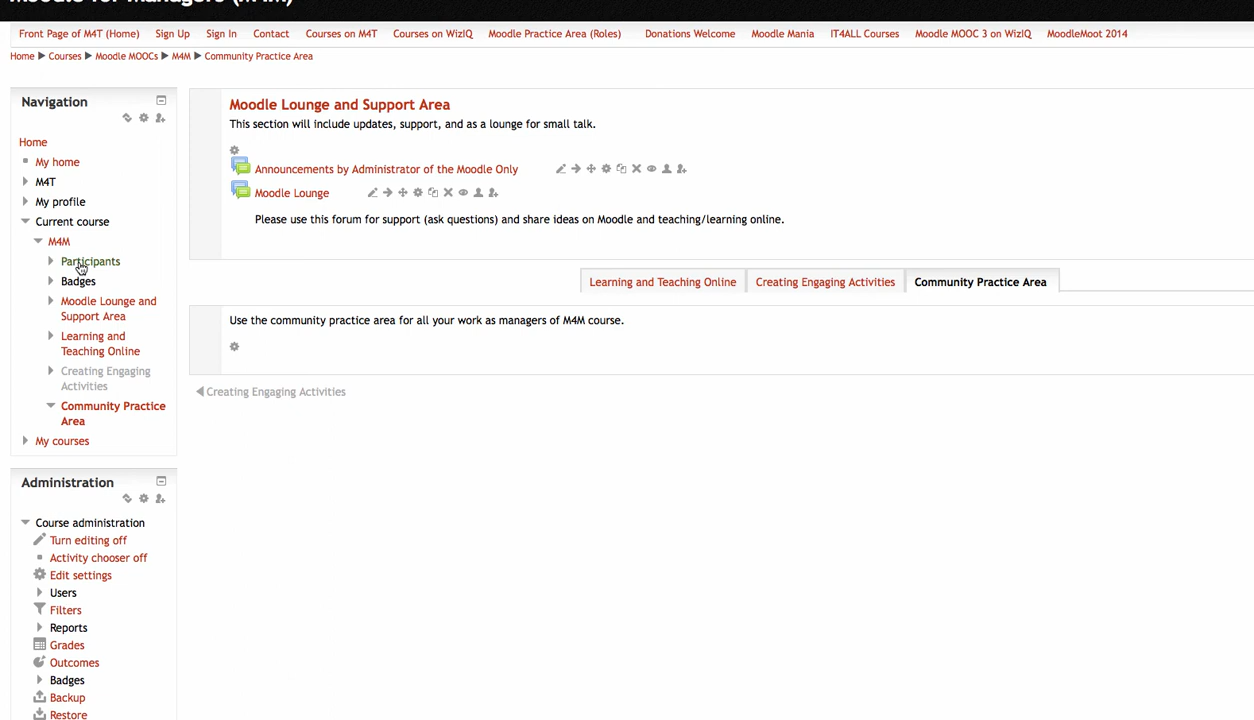 Moodle for Managers (M4M)
Front Page of M4T (Home) Sign Up Sign In Contact Courses on M4T Courses on WizIQ Moodle Practice Area (Roles) Donations Welcome Moodle Mania IT4ALL Courses Moodle MOOC 3 on WizIQ MoodleMoot 2014
Home Courses Moodle MOOCs M4M Community Practice Area
Navigation
Home
My home
M4T
My profile
Current course
M4M
Participants
Badges
Moodle Lounge and
Support Area
Learning and
Teaching Online
Creating Engaging
Activities
Community Practice
Area
My courses
Administration
Course administration
Turn editing off
Activity chooser off
Edit settings
Users
Filters
Reports
Grades
Outcomes
Badges
Backup
Restore
Moodle Lounge and Support Area
This section will include updates, support, and as a lounge for small talk.
Announcements by Administrator of the Moodle Only
Moodle Lounge
Please use this forum for support (ask questions) and share ideas on Moodle and teaching/learning online.
Learning and Teaching Online Creating Engaging Activities Community Practice Area
Use the community practice area for all your work as managers of M4M course.
Creating Engaging Activities